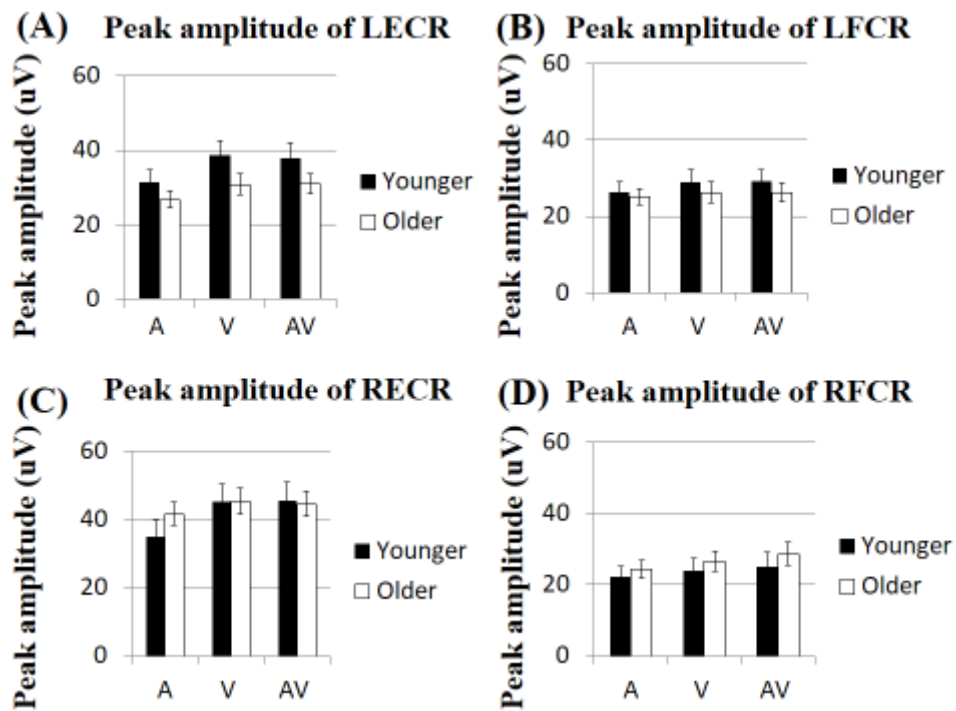 (A) Peak amplitude of LECR
Peak amplitude (uV)
60
40
20
0
A V AV
Younger
Older
(B) Peak amplitude of LFCR
Peak amplitude (uV)
60
40
20
0
A V AV
Younger
Older
(C) Peak amplitude of RECR
Peak amplitude (uV)
60
40
20
0
A V AV
Younger
Older
(D) Peak amplitude of RFCR
Peak amplitude (uV)
60
40
20
0
A V AV
Younger
Older